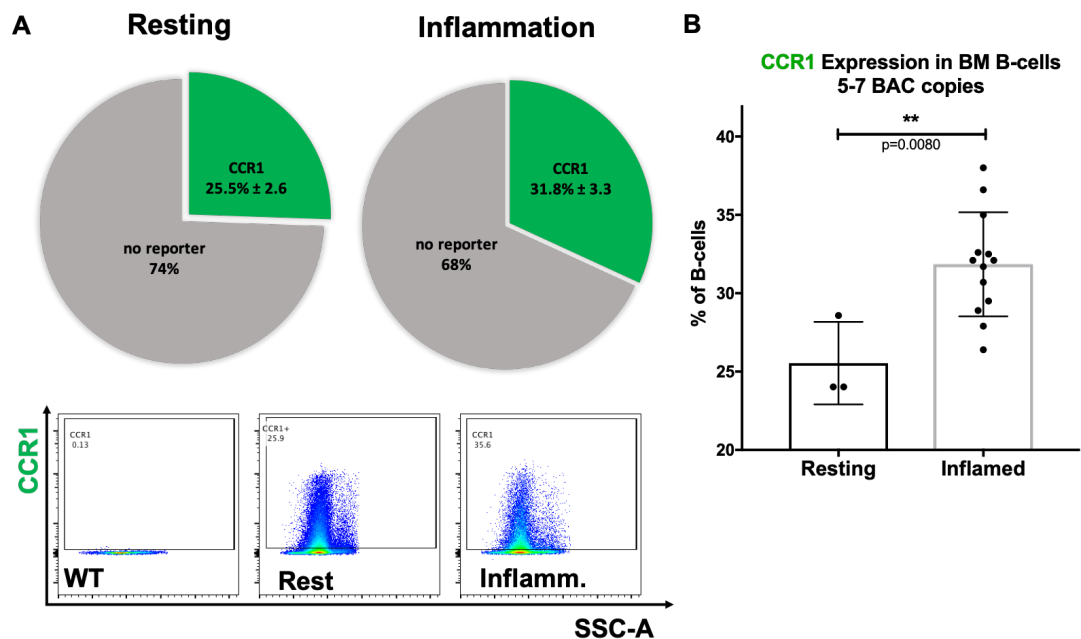 A
Resting
Inflammation
CCR1
25.5% ± 2.6
no reporter
74%
CCR1
31.8% ± 3.3
no reporter
68%
CCR1
CCR1
0.13
WT
CCR1+
25.9
Rest
CCR1
35.6
Inflamm.
SSC-A
B
CCR1 Expression in BM B-cells
5-7 BAC copies
**
p=0.0080
% of B-cells
40
35
30
25
20
Resting
Inflamed